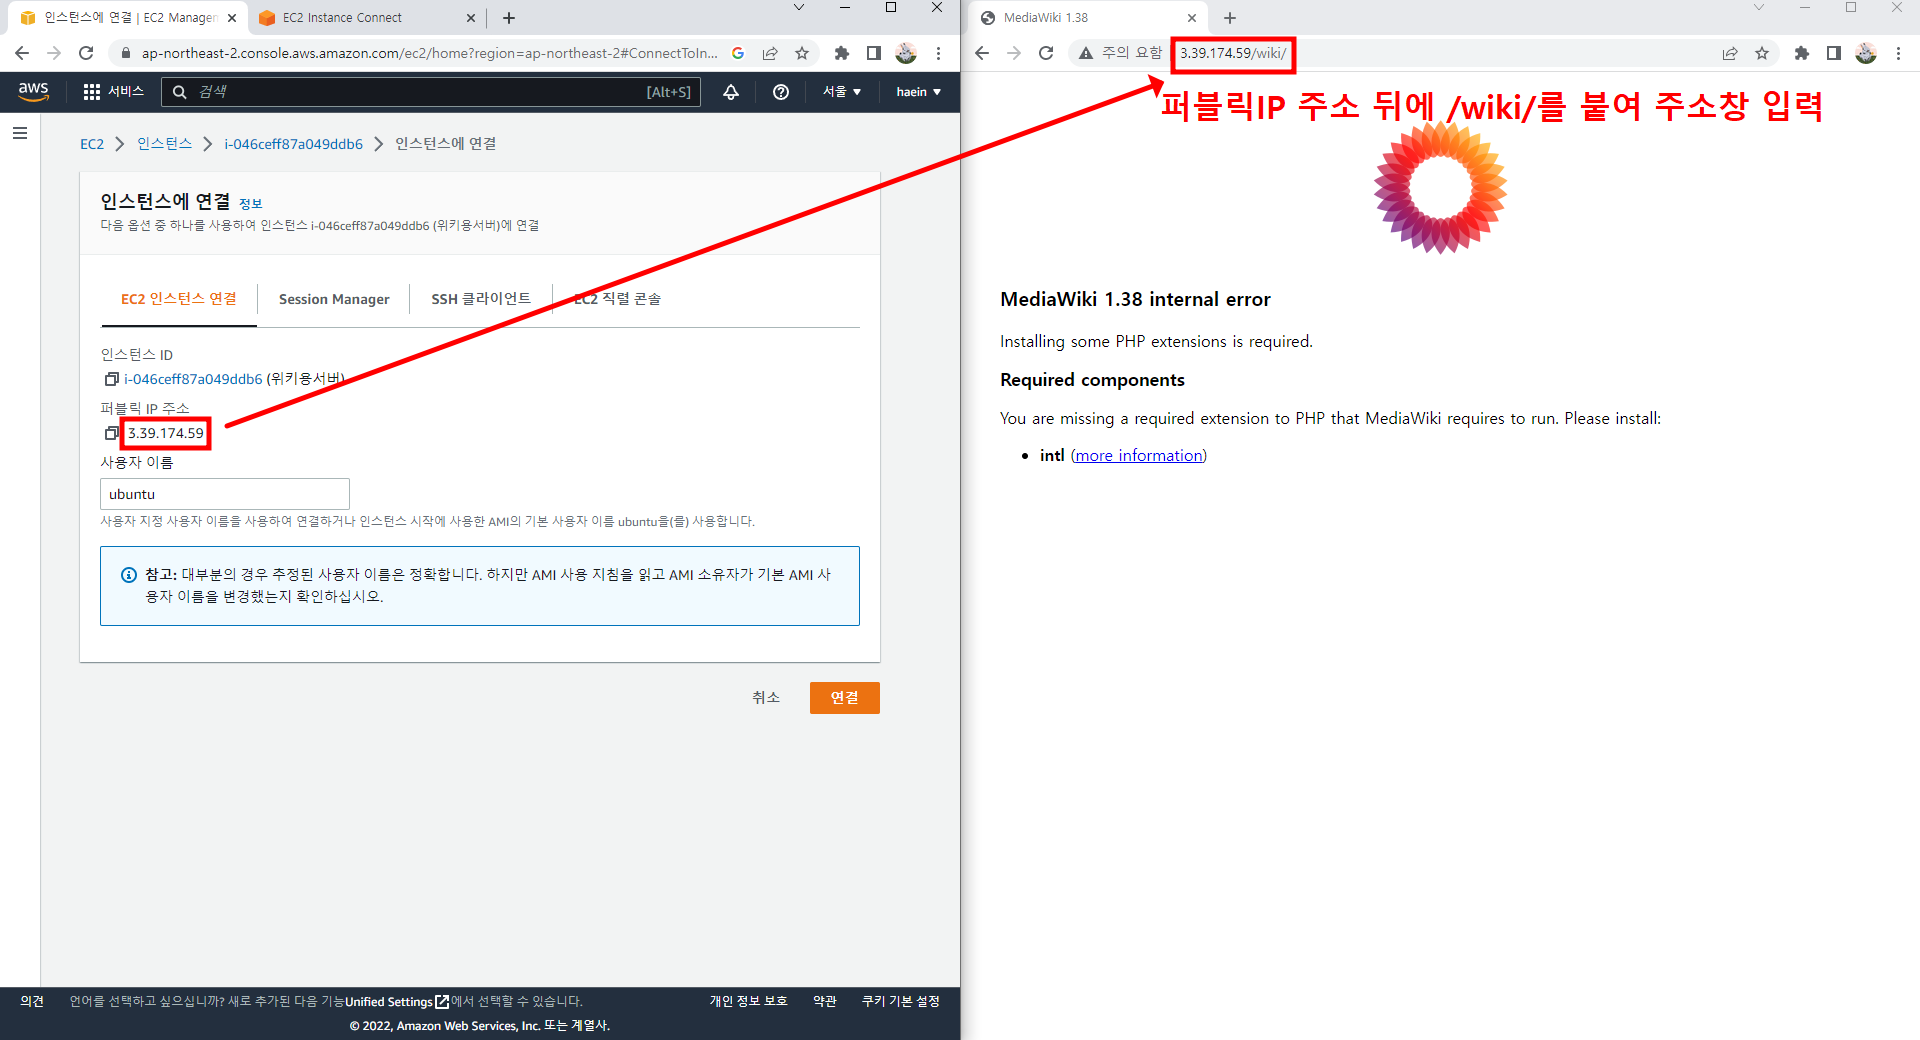 인스턴스에 연결 | EC2 Managen
EC2 Instance Connect
ap-northeast-2.console.aws.amazon.com/ec2/home?region=ap-northeast-2#ConnectToIn...
aws
서비스
검색
[Alt+S]
서울
haein
EC2
인스턴스
i-046ceff87a049ddb6
인스턴스에 연결
인스턴스에 연결 정보
다음 옵션 중 하나를 사용하여 인스턴스 i-046ceff87a049ddb6 (위키용서버)에 연결
EC2 인스턴스 연결
Session Manager
SSH 클라이언트
EC2 직렬 콘솔
인스턴스 ID
i-046ceff87a049ddb6 (위키용서버)
퍼블릭 IP 주소
3.39.174.59
사용자 이름
ubuntu
사용자 지정 사용자 이름을 사용하여 연결하거나 인스턴스 시작에 사용한 AMI의 기본 사용자 이름 ubuntu을(를) 사용합니다.
참고: 대부분의 경우 추정된 사용자 이름은 정확합니다. 하지만 AMI 사용 지침을 읽고 AMI 소유자가 기본 AMI 사
용자 이름을 변경했는지 확인하십시오.
취소
연결
의견
언어를 선택하고 싶으십니까? 새로 추가된 다음 기능Unified Settings에서 선택할 수 있습니다.
개인 정보 보호
약관
쿠키 기본 설정
© 2022, Amazon Web Services, Inc. 또는 계열사.
MediaWiki 1.38
주의 요함
3.39.174.59/wiki/
퍼블릭IP 주소 뒤에 /wiki/를 붙여 주소창 입력
MediaWiki 1.38 internal error
Installing some PHP extensions is required.
Required components
You are missing a required extension to PHP that MediaWiki requires to run. Please install:
intl (more information)